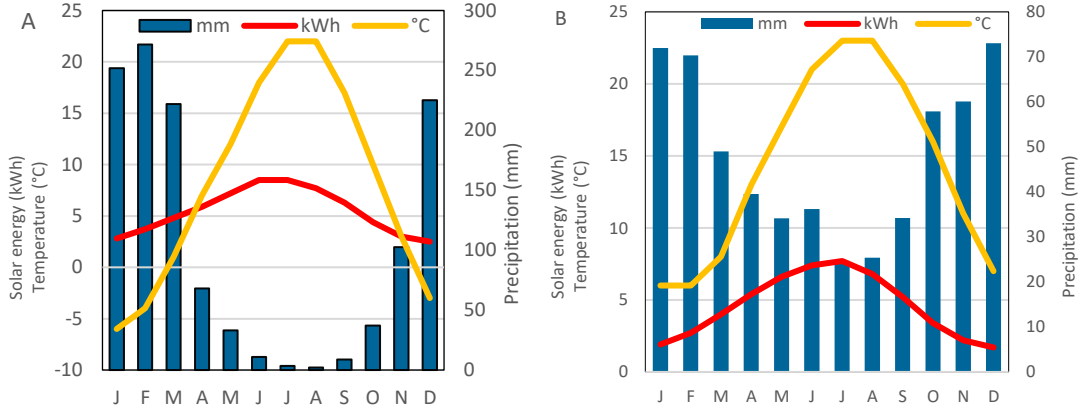 A
mm kWh °C
25
20
15
10
5
0
-5
-10
Solar energy (kWh)
Temperature (°C)
300
250
200
150
100
50
0
Precipitation (mm)
J F M A M J J A S O N D
B
mm kWh °C
25
20
15
10
5
0
Solar energy (kWh)
Temperature (°C)
80
70
60
50
40
30
20
10
0
Precipitation (mm)
J F M A M J J A S O N D